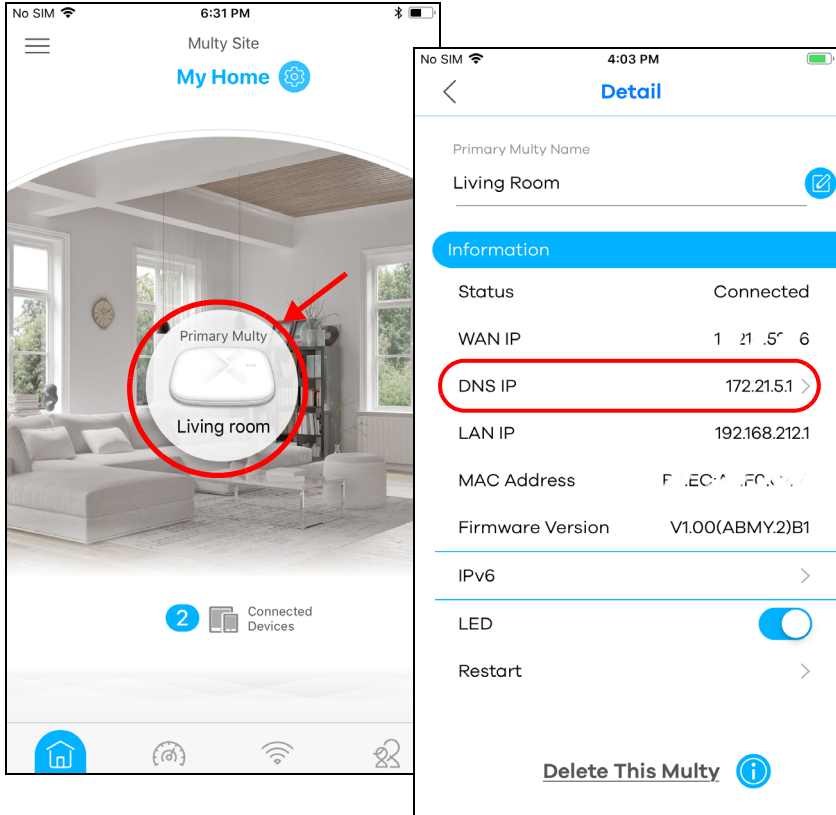 No SIM
6:31 PM
Multy Site
My Home
Primary Multy
Living room
2
Connected
Devices
No SIM
4:03 PM
Detail
Primary Multy Name
Living Room
Information
Status Connected
WAN IP
DNS IP 172.21.5.1
LAN IP 192.168.212.1
MAC Address
Firmware Version V1.00(ABMY.2)B1
IPv6
LED
Restart
Delete This Multy